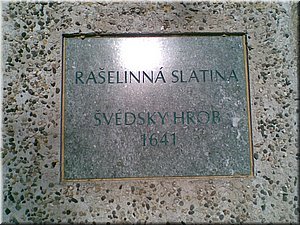 RAŠELINNÁ SLATINA
ŠVÉDSKÝ HROB
1641